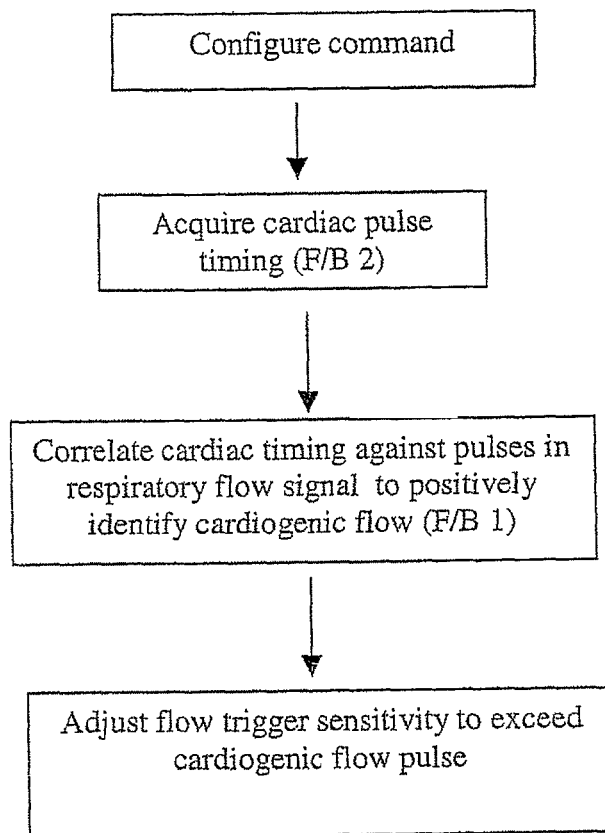 Configure command
Acquire cardiac pulse
timing (F/B 2)
Correlate cardiac timing against pulses in
respiratory flow signal to positively
identify cardiogenic flow (F/B 1)
Adjust flow trigger sensitivity to exceed
cardiogenic flow pulse